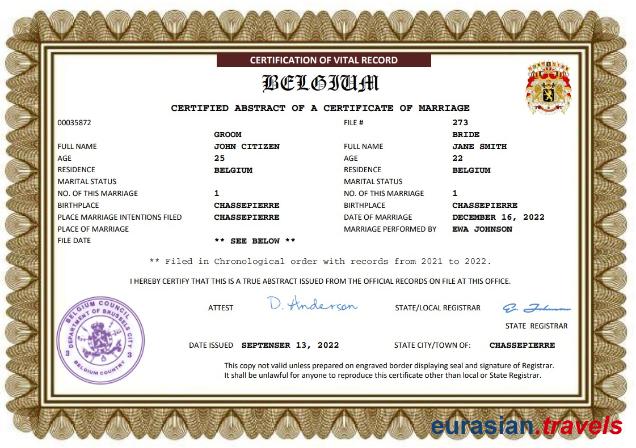 CERTIFICATION OF VITAL RECORD
BELGIUM
CERTIFIED ABSTRACT OF A CERTIFICATE OF MARRIAGE
00035872 FILE # 273
GROOM BRIDE
FULL NAME JOHN CITIZEN FULL NAME JANE SMITH
AGE 25 AGE 22
RESIDENCE BELGIUM RESIDENCE BELGIUM
MARITAL STATUS MARITAL STATUS
NO. OF THIS MARRIAGE 1 NO. OF THIS MARRIAGE 1
BIRTHPLACE CHASSEPIERRE BIRTHPLACE CHASSEPIERRE
PLACE MARRIAGE INTENTIONS FILED CHASSEPIERRE DATE OF MARRIAGE DECEMBER 16, 2022
PLACE OF MARRIAGE MARRIAGE PERFORMED BY EWA JOHNSON
FILE DATE ** SEE BELOW **
** Filed in Chronological order with records from 2021 to 2022.
I HEREBY CERTIFY THAT THIS IS A TRUE ABSTRACT ISSUED FROM THE OFFICIAL RECORDS ON FILE AT THIS OFFICE.
ATTEST D. Anderson STATE/LOCAL REGISTRAR
STATE REGISTRAR
BELGIUM COUNCIL
DEPARTMENT OF BRUSSELS CITY
3 3
BELGIUM COUNTRY
DATE ISSUED SEPTENSER 13, 2022 STATE CITY/TOWN OF: CHASSEPIERRE
This copy not valid unless prepared on engraved border displaying seal and signature of Registrar.
It shall be unlawful for anyone to reproduce this certificate other than local or State Registrar.
eurasian.travels